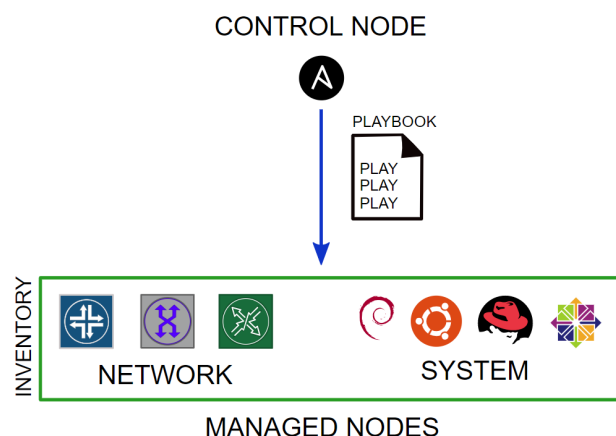 CONTROL NODE
PLAYBOOK
PLAY
PLAY
PLAY
INVENTORY
NETWORK
SYSTEM
MANAGED NODES